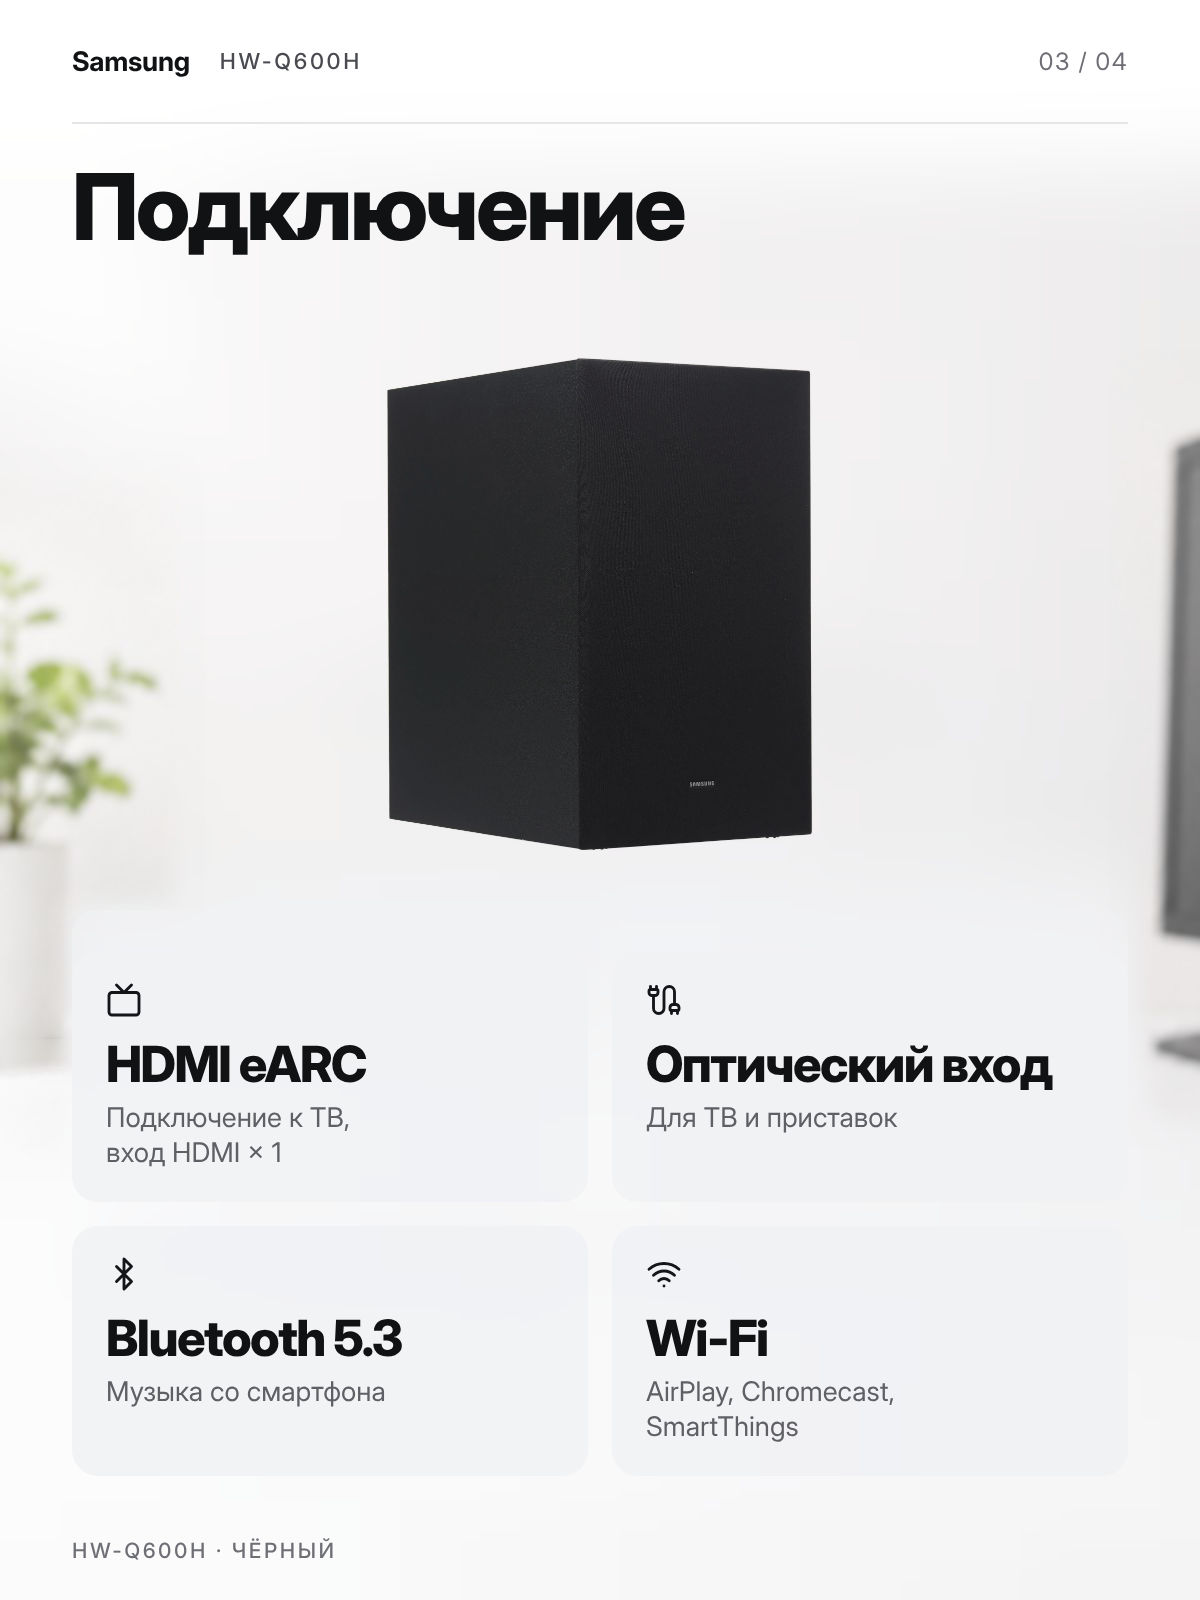 Samsung HW-Q600H 03 / 04
Подключение
SAMSUNG
HDMI eARC
Подключение к ТВ,
вход HDMI × 1
Оптический вход
Для ТВ и приставок
Bluetooth 5.3
Музыка со смартфона
Wi-Fi
AirPlay, Chromecast,
SmartThings
HW-Q600H · ЧЁРНЫЙ